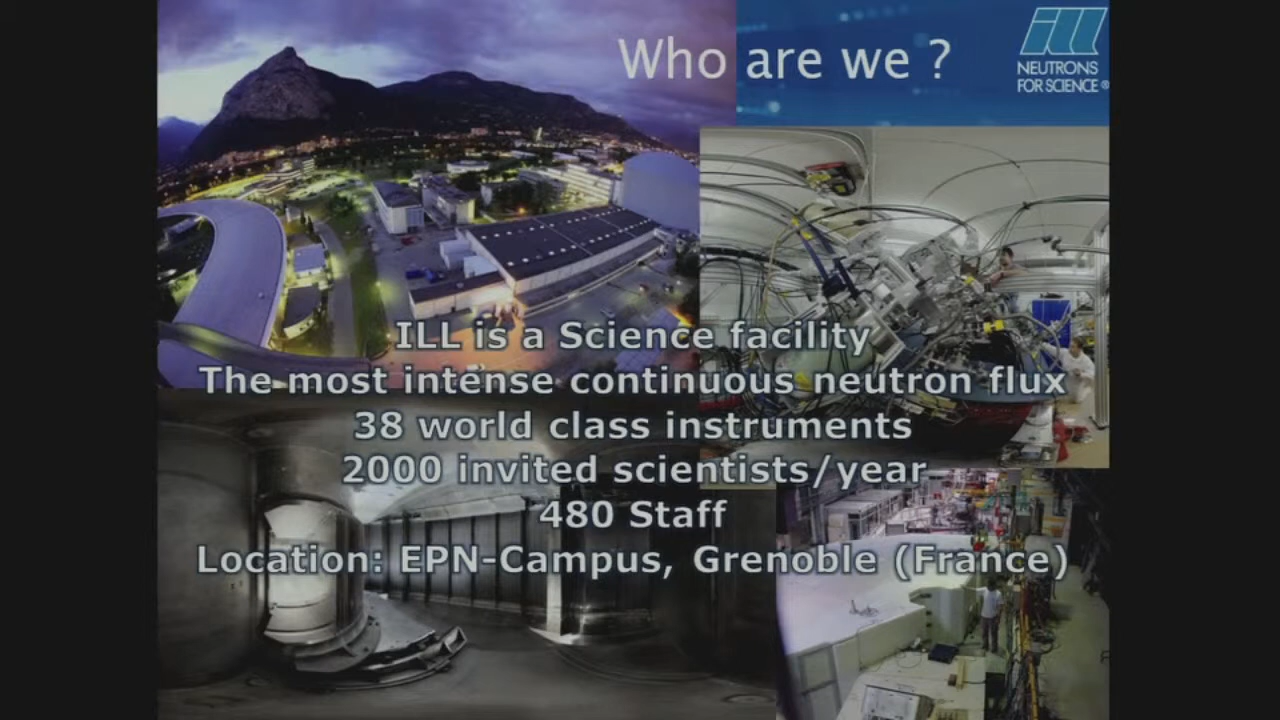 Who are we ?
ill
NEUTRONS
FOR SCIENCE ®
ILL is a Science facility
The most intense continuous neutron flux
38 world class instruments
2000 invited scientists/year
480 Staff
Location: EPN-Campus, Grenoble (France)